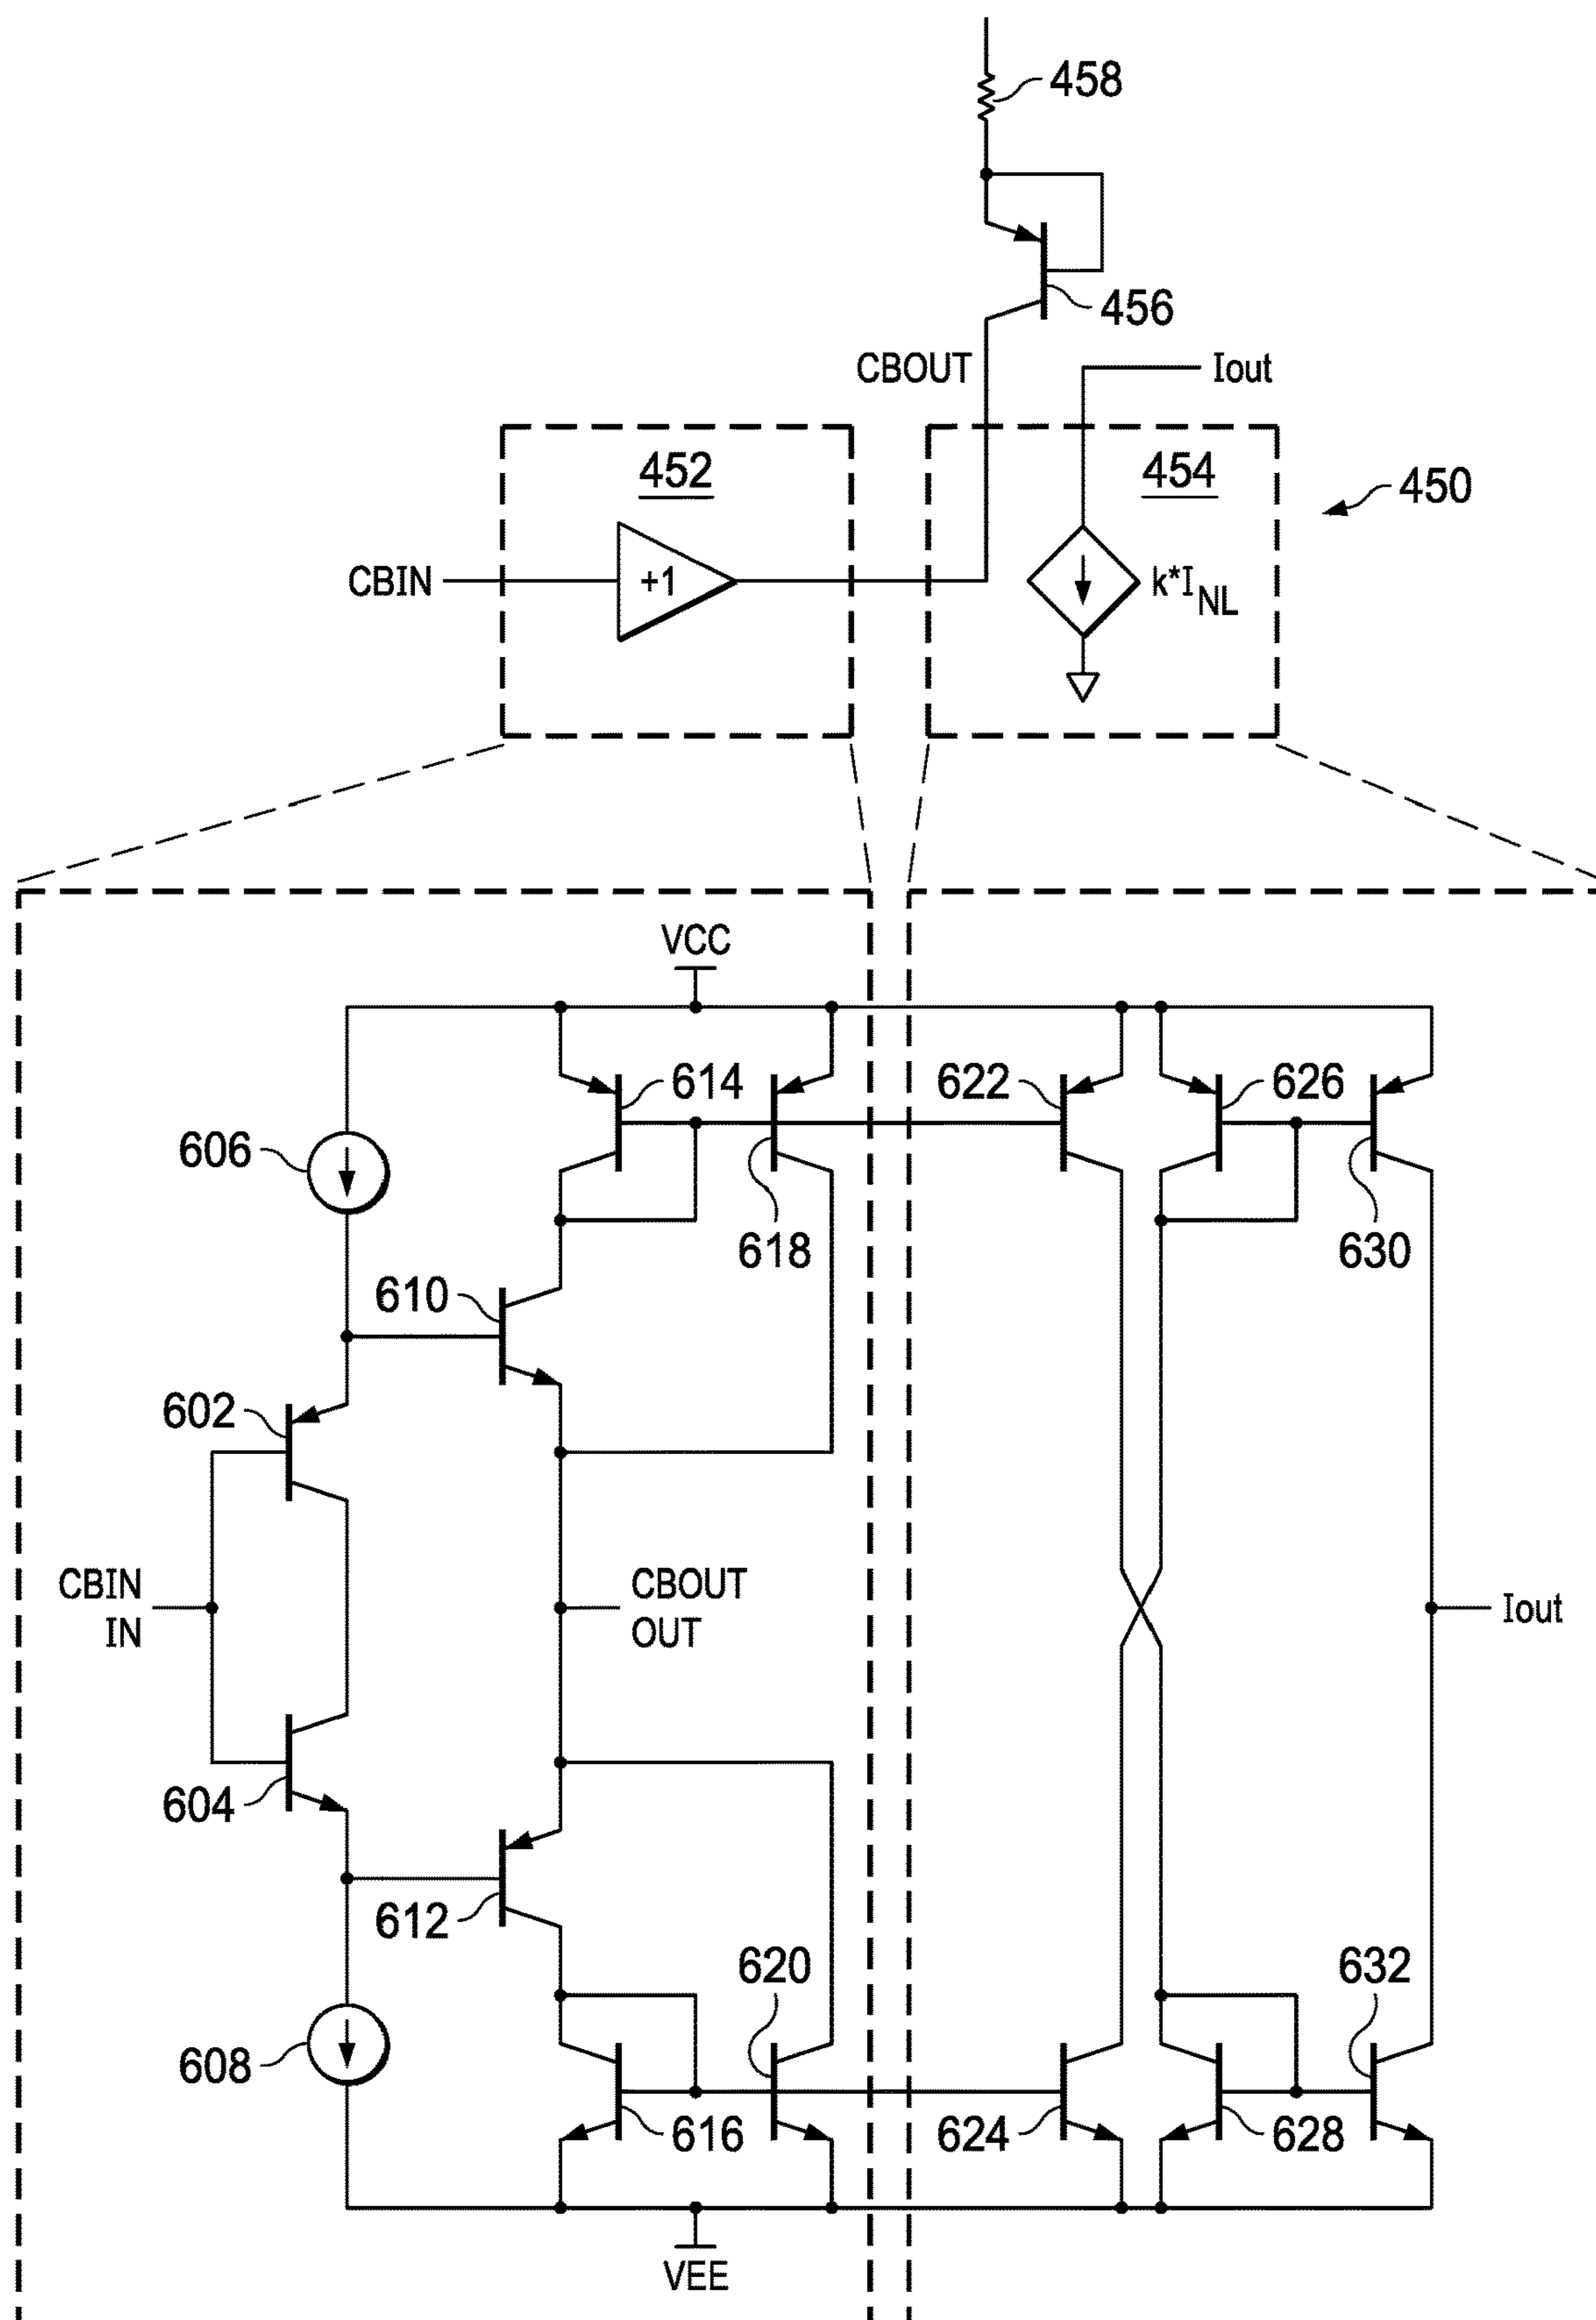 458
456
CBOUT
Iout
452
454
450
CBIN
+1
k*I_NL
VCC
614
622
626
606
618
630
610
602
CBIN
IN
CBOUT
OUT
Iout
604
612
620
632
608
616
624
628
VEE